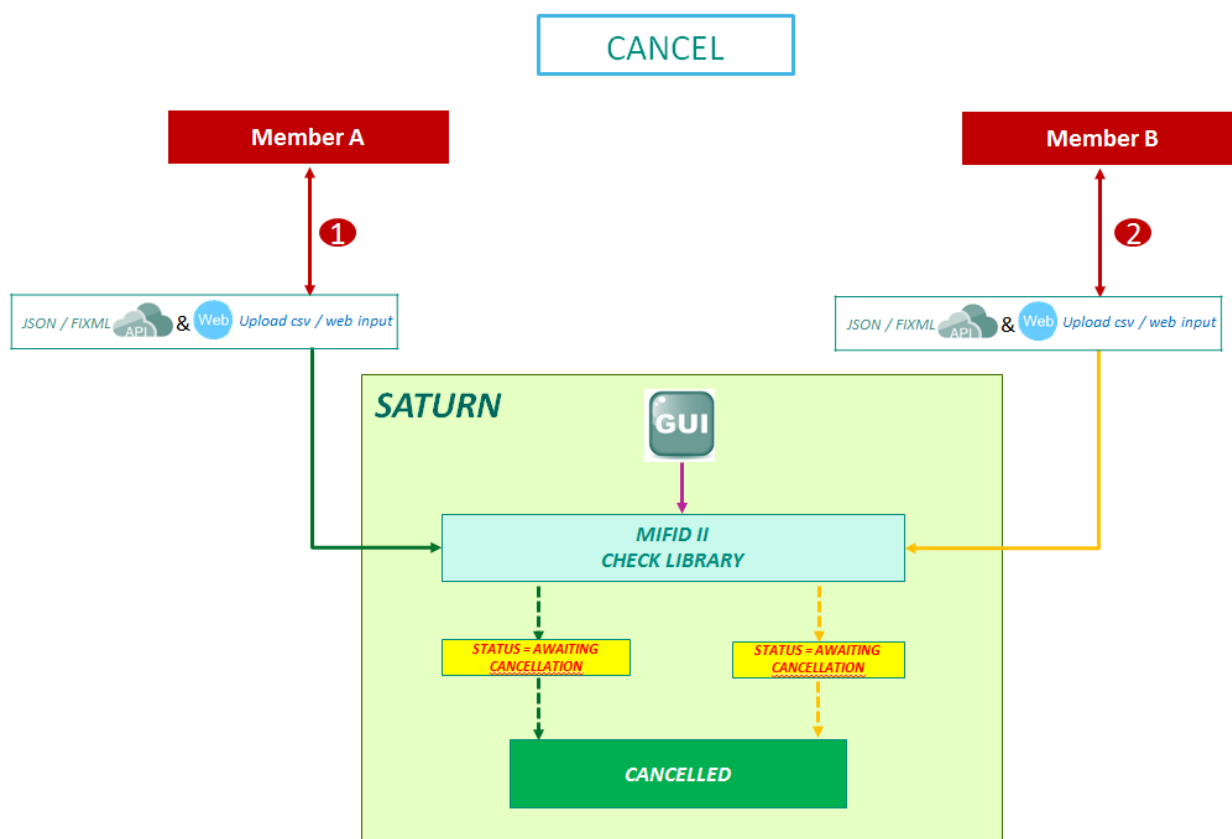 CANCEL
Member A
Member B
1
2
JSON / FIXML API & Web Upload csv / web input
JSON / FIXML API & Web Upload csv / web input
SATURN
GUI
MIFID II
CHECK LIBRARY
STATUS = AWAITING
CANCELLATION
STATUS = AWAITING
CANCELLATION
CANCELLED